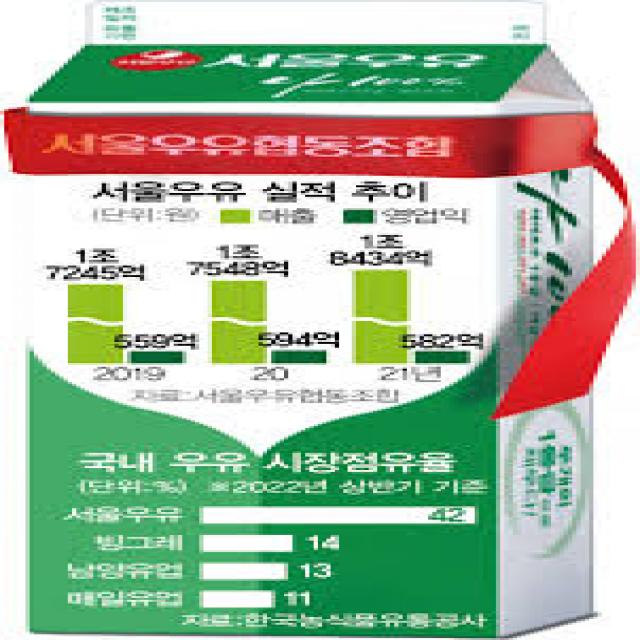 서울우유
서울우유협동조합
서울우유 실적 추이
(단위:원) 매출 영업익
1조 7245억
1조 7548억
1조 8434억
559억
594억
582억
2019 20 21년
자료:서울우유협동조합
국내 우유 시장점유율
(단위:%) ※2022년 상반기 기준
서울우유 42
빙그레 14
남양유업 13
매일유업 11
자료:한국농식품유통공사